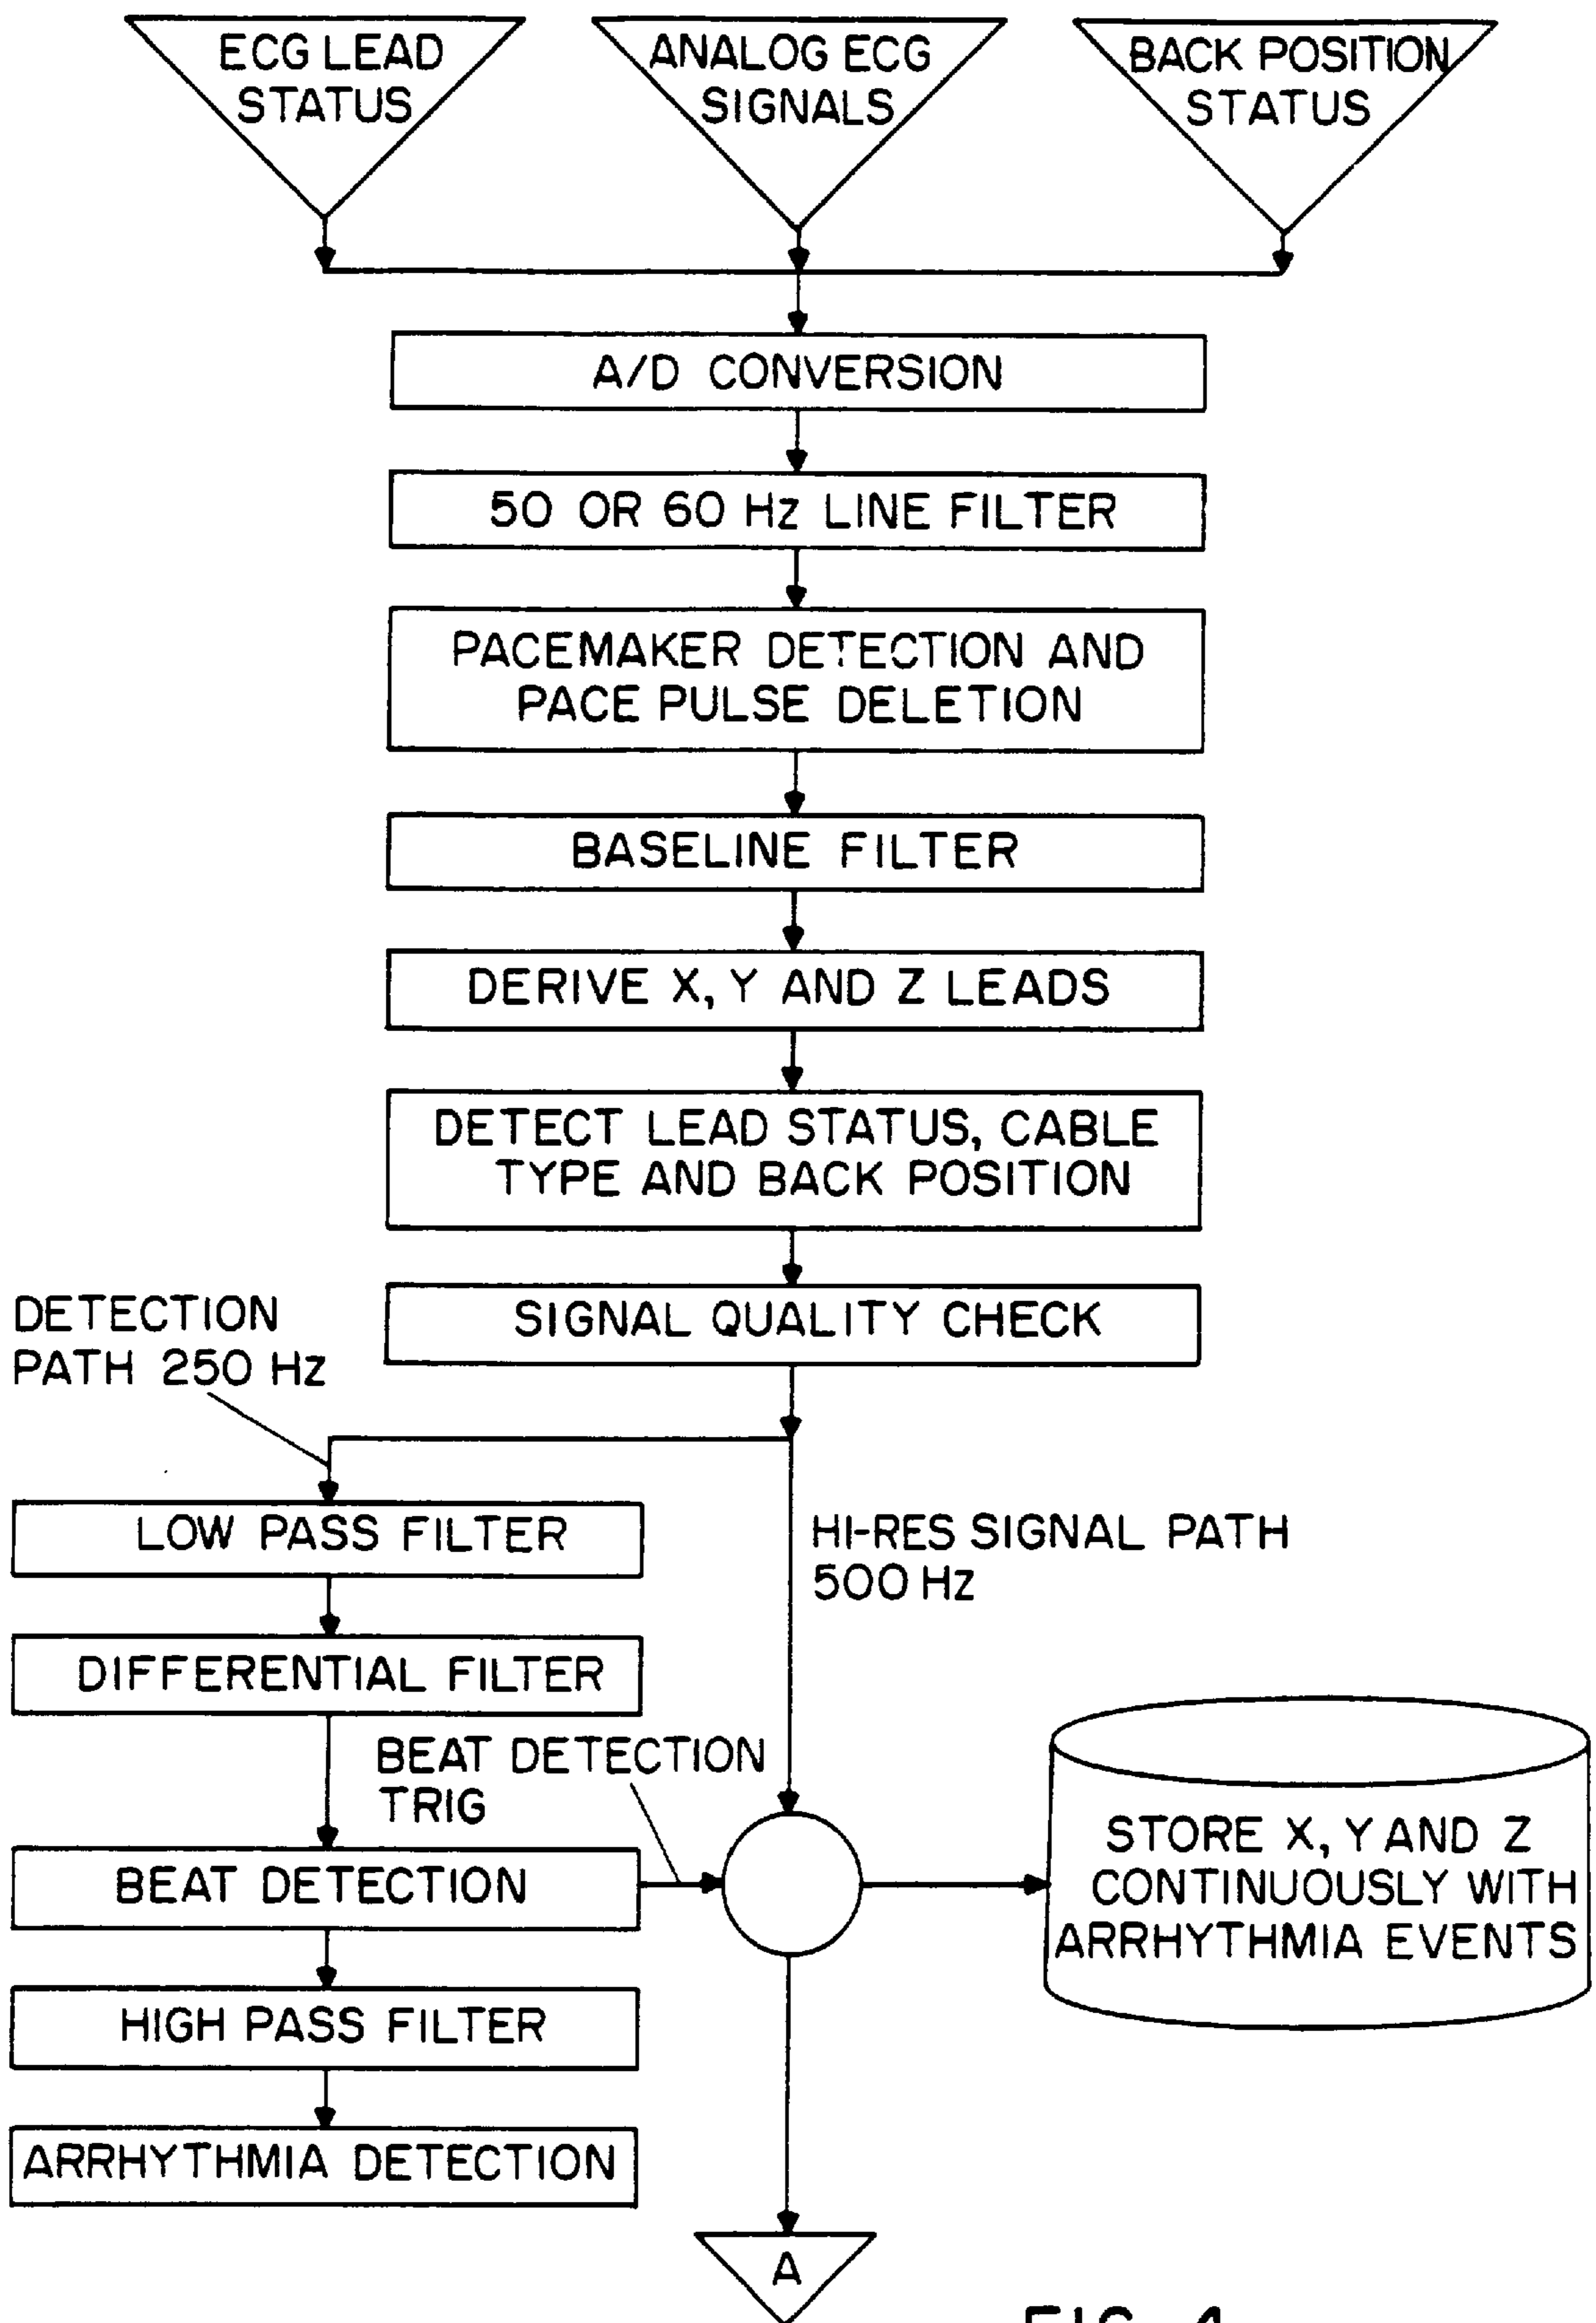 ECG LEAD
STATUS
ANALOG ECG
SIGNALS
BACK POSITION
STATUS
A/D CONVERSION
50 OR 60 Hz LINE FILTER
PACEMAKER DETECTION AND
PACE PULSE DELETION
BASELINE FILTER
DERIVE X, Y AND Z LEADS
DETECT LEAD STATUS, CABLE
TYPE AND BACK POSITION
SIGNAL QUALITY CHECK
DETECTION
PATH 250 Hz
LOW PASS FILTER
HI-RES SIGNAL PATH
500 Hz
DIFFERENTIAL FILTER
BEAT DETECTION
TRIG
BEAT DETECTION
STORE X, Y AND Z
CONTINUOUSLY WITH
ARRHYTHMIA EVENTS
HIGH PASS FILTER
ARRHYTHMIA DETECTION
A